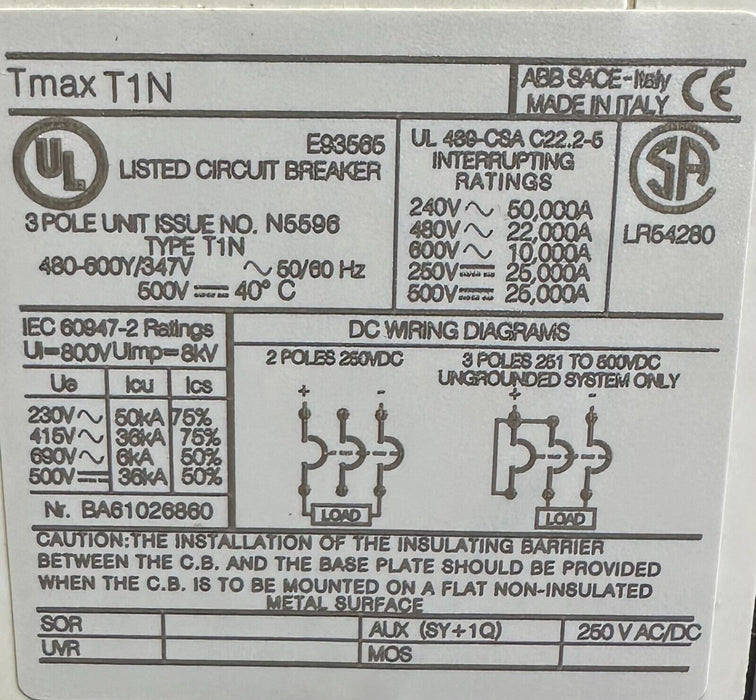 Tmax T1N
ABB SACE-Italy
MADE IN ITALY
CE
UL
E93565
LISTED CIRCUIT BREAKER
3 POLE UNIT ISSUE NO. N5596
TYPE T1N
480-600Y/347V ~ 50/60 Hz
500V⎓ 40° C
UL 489-CSA C22.2-5
INTERRUPTING
RATINGS
240V~ 50,000A
480V~ 22,000A
600V~ 10,000A
250V⎓ 25,000A
500V⎓ 25,000A
SA
LR54280
IEC 60947-2 Ratings
Ui=800V Uimp=8kV
Ue Icu Ics
230V~ 50kA 75%
415V~ 36kA 75%
690V~ 6kA 50%
500V⎓ 36kA 50%
Nr. BA61026860
DC WIRING DIAGRAMS
2 POLES 250VDC
+ -
LOAD
3 POLES 251 TO 500VDC
UNGROUNDED SYSTEM ONLY
+ -
LOAD
CAUTION:THE INSTALLATION OF THE INSULATING BARRIER
BETWEEN THE C.B. AND THE BASE PLATE SHOULD BE PROVIDED
WHEN THE C.B. IS TO BE MOUNTED ON A FLAT NON-INSULATED
METAL SURFACE
SOR AUX (SY+1Q) 250 V AC/DC
UVR MOS